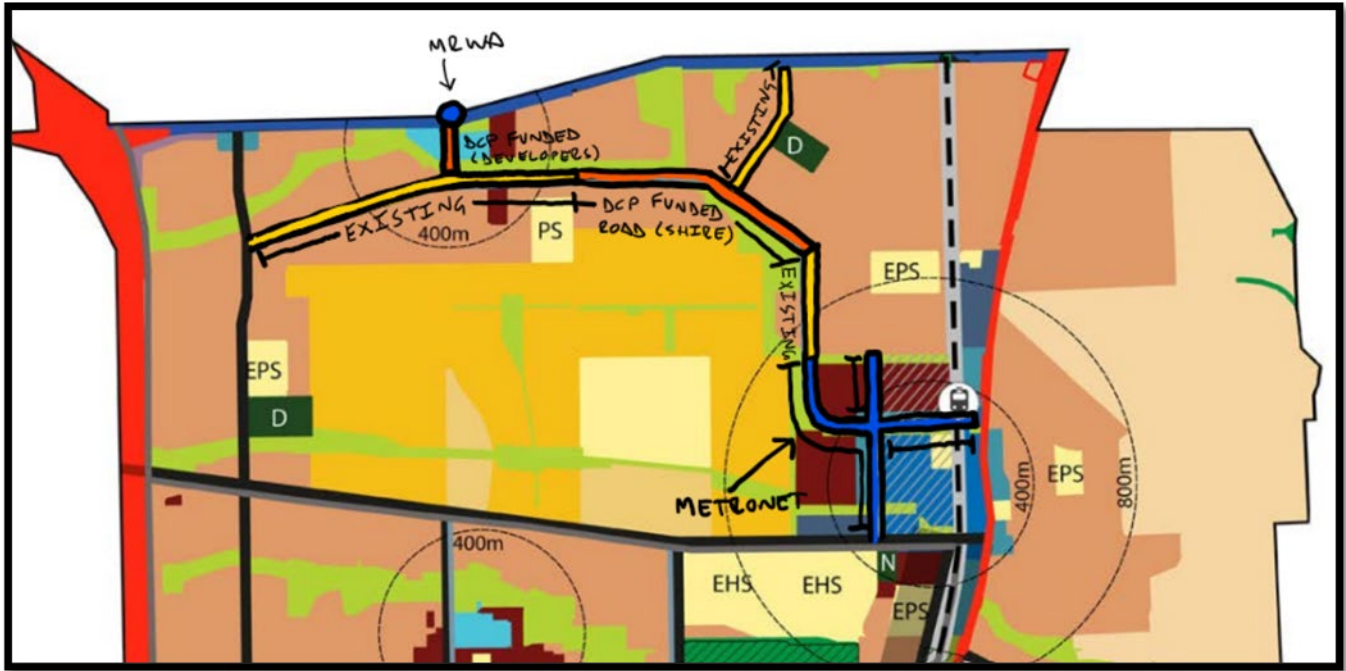 MRWA
DCP FUNDED
(DEVELOPERS)
EXISTING
D
EXISTING
400m
PS
DCP FUNDED
ROAD (SHIRE)
EPS
EXISTING
EPS
D
METRONET
400m
EPS
800m
400m
EHS
EHS
N
EPS